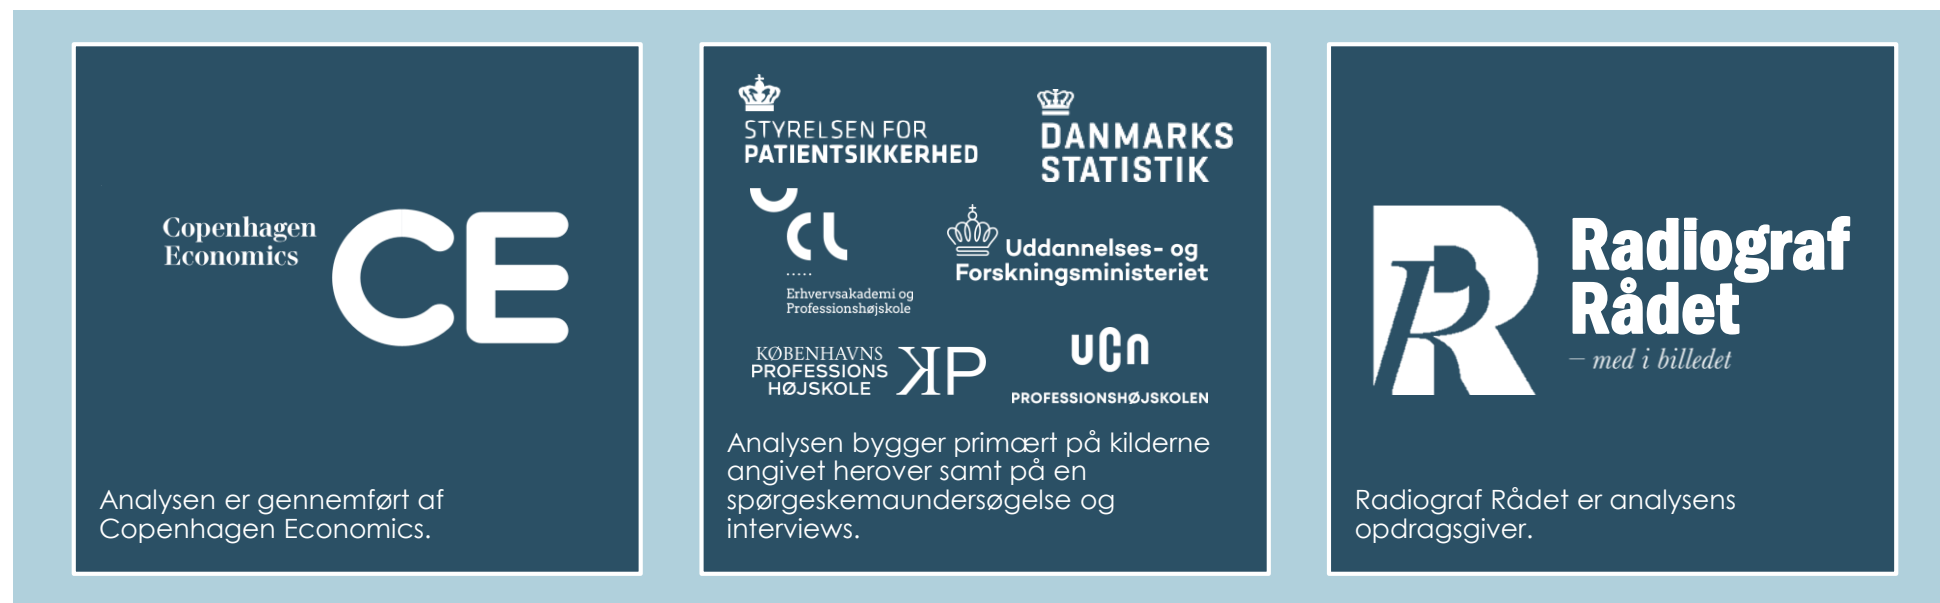 Copenhagen
Economics
CE
Analysen er gennemført af
Copenhagen Economics.
STYRELSEN FOR
PATIENTSIKKERHED
DANMARKS
STATISTIK
UCL
Erhvervsakademi og
Professionshøjskole
Uddannelses- og
Forskningsministeriet
KØBENHAVNS
PROFESSIONS
HØJSKOLE
KP
UCN
PROFESSIONSHØJSKOLEN
Analysen bygger primært på kilderne
angivet herover samt på en
spørgeskemaundersøgelse og
interviews.
R
Radiograf
Rådet
– med i billedet
Radiograf Rådet er analysens
opdragsgiver.